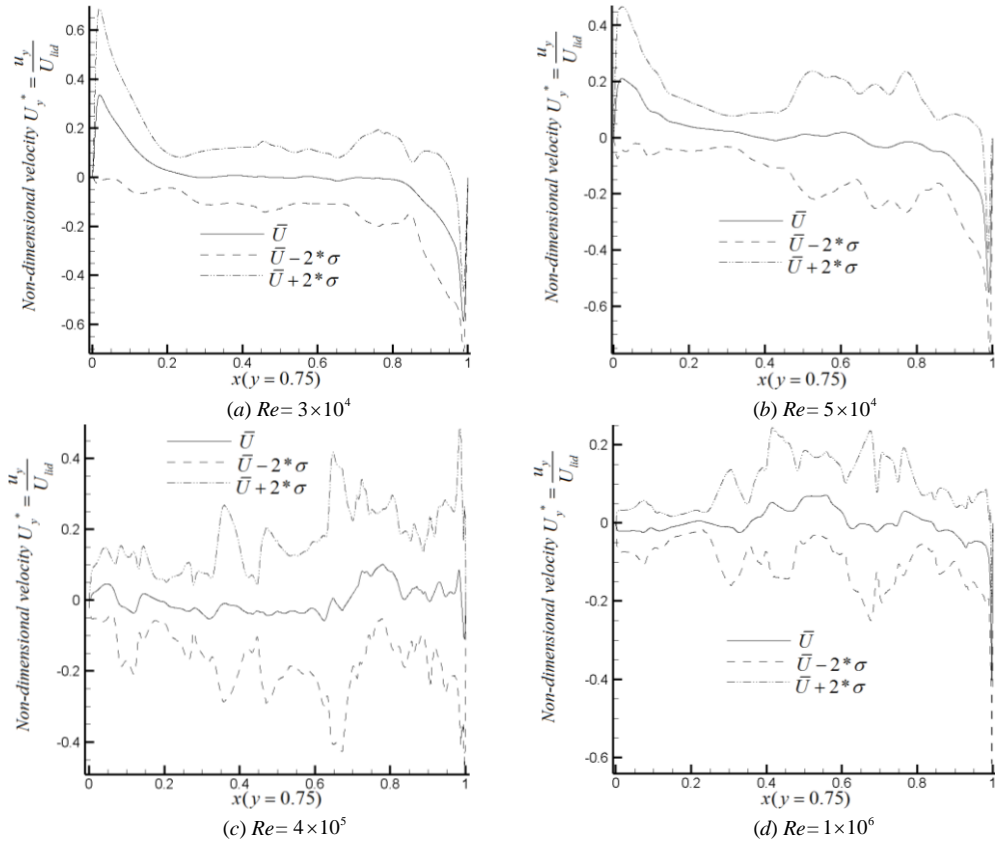 Non-dimensional velocity U_y^* = u_y / U_lid
0.6
0.4
0.2
0
-0.2
-0.4
-0.6
Ū
Ū − 2*σ
Ū + 2*σ
0 0.2 0.4 0.6 0.8 1
x(y = 0.75)
(a) Re= 3×10⁴
Non-dimensional velocity U_y^* = u_y / U_lid
0.4
0.2
0
-0.2
-0.4
-0.6
Ū
Ū − 2*σ
Ū + 2*σ
0 0.2 0.4 0.6 0.8 1
x(y = 0.75)
(b) Re= 5×10⁴
Non-dimensional velocity U_y^* = u_y / U_lid
0.4
0.2
0
-0.2
-0.4
Ū
Ū − 2*σ
Ū + 2*σ
0 0.2 0.4 0.6 0.8 1
x(y = 0.75)
(c) Re= 4×10⁵
Non-dimensional velocity U_y^* = u_y / U_lid
0.2
0
-0.2
-0.4
-0.6
Ū
Ū − 2*σ
Ū + 2*σ
0 0.2 0.4 0.6 0.8 1
x(y = 0.75)
(d) Re= 1×10⁶